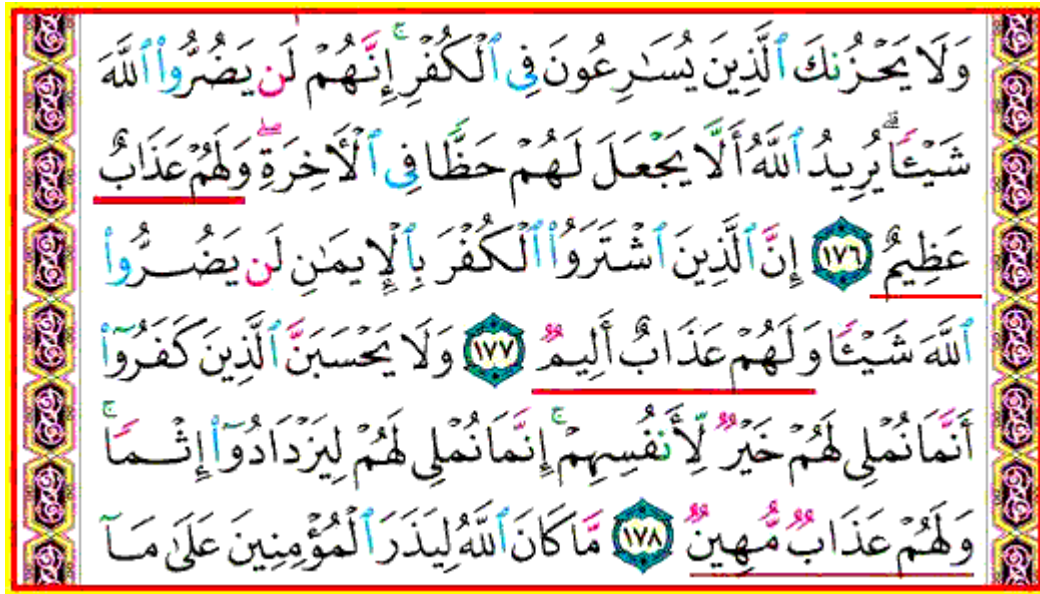 وَلَا يَحْزُنكَ ٱلَّذِينَ يُسَـٰرِعُونَ فِى ٱلْكُفْرِ ۚ إِنَّهُمْ لَن يَضُرُّوا۟ ٱللَّهَ
شَيْـًٔا ۗ يُرِيدُ ٱللَّهُ أَلَّا يَجْعَلَ لَهُمْ حَظًّا فِى ٱلْـَٔاخِرَةِ ۖ وَلَهُمْ عَذَابٌ
عَظِيمٌ ١٧٦ إِنَّ ٱلَّذِينَ ٱشْتَرَوُا۟ ٱلْكُفْرَ بِٱلْإِيمَـٰنِ لَن يَضُرُّوا۟
ٱللَّهَ شَيْـًٔا وَلَهُمْ عَذَابٌ أَلِيمٌ ١٧٧ وَلَا يَحْسَبَنَّ ٱلَّذِينَ كَفَرُوٓا۟
أَنَّمَا نُمْلِى لَهُمْ خَيْرٌ لِّأَنفُسِهِمْ ۚ إِنَّمَا نُمْلِى لَهُمْ لِيَزْدَادُوٓا۟ إِثْمًا ۚ
وَلَهُمْ عَذَابٌ مُّهِينٌ ١٧٨ مَّا كَانَ ٱللَّهُ لِيَذَرَ ٱلْمُؤْمِنِينَ عَلَىٰ مَآ